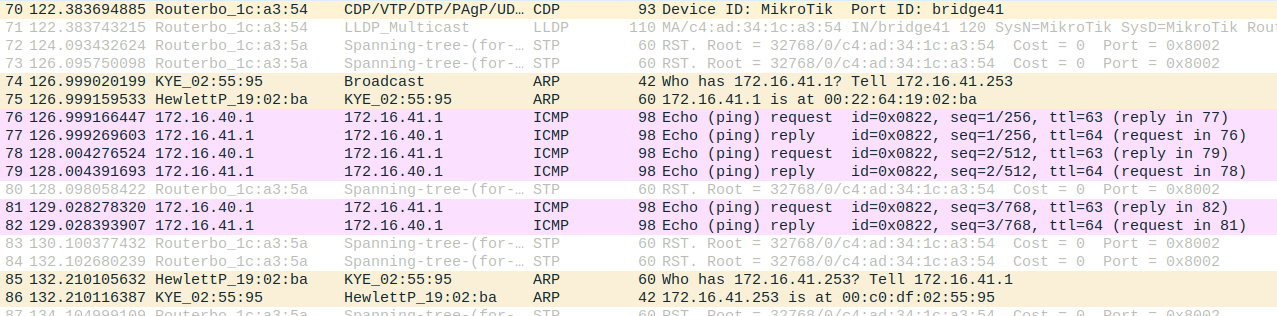 70 122.383694885 Routerbo_1c:a3:54 CDP/VTP/DTP/PAgP/UD… CDP 93 Device ID: MikroTik Port ID: bridge41
71 122.383743215 Routerbo_1c:a3:54 LLDP_Multicast LLDP 110 MA/c4:ad:34:1c:a3:54 IN/bridge41 120 SysN=MikroTik SysD=MikroTik Rou
72 124.093432624 Routerbo_1c:a3:5a Spanning-tree-(for-… STP 60 RST. Root = 32768/0/c4:ad:34:1c:a3:54 Cost = 0 Port = 0x8002
73 126.095750098 Routerbo_1c:a3:5a Spanning-tree-(for-… STP 60 RST. Root = 32768/0/c4:ad:34:1c:a3:54 Cost = 0 Port = 0x8002
74 126.999020199 KYE_02:55:95 Broadcast ARP 42 Who has 172.16.41.1? Tell 172.16.41.253
75 126.999159533 HewlettP_19:02:ba KYE_02:55:95 ARP 60 172.16.41.1 is at 00:22:64:19:02:ba
76 126.999166447 172.16.40.1 172.16.41.1 ICMP 98 Echo (ping) request id=0x0822, seq=1/256, ttl=63 (reply in 77)
77 126.999269603 172.16.41.1 172.16.40.1 ICMP 98 Echo (ping) reply id=0x0822, seq=1/256, ttl=64 (request in 76)
78 128.004276524 172.16.40.1 172.16.41.1 ICMP 98 Echo (ping) request id=0x0822, seq=2/512, ttl=63 (reply in 79)
79 128.004391693 172.16.41.1 172.16.40.1 ICMP 98 Echo (ping) reply id=0x0822, seq=2/512, ttl=64 (request in 78)
80 128.098058422 Routerbo_1c:a3:5a Spanning-tree-(for-… STP 60 RST. Root = 32768/0/c4:ad:34:1c:a3:54 Cost = 0 Port = 0x8002
81 129.028278320 172.16.40.1 172.16.41.1 ICMP 98 Echo (ping) request id=0x0822, seq=3/768, ttl=63 (reply in 82)
82 129.028393907 172.16.41.1 172.16.40.1 ICMP 98 Echo (ping) reply id=0x0822, seq=3/768, ttl=64 (request in 81)
83 130.100377432 Routerbo_1c:a3:5a Spanning-tree-(for-… STP 60 RST. Root = 32768/0/c4:ad:34:1c:a3:54 Cost = 0 Port = 0x8002
84 132.102680239 Routerbo_1c:a3:5a Spanning-tree-(for-… STP 60 RST. Root = 32768/0/c4:ad:34:1c:a3:54 Cost = 0 Port = 0x8002
85 132.210105632 HewlettP_19:02:ba KYE_02:55:95 ARP 60 Who has 172.16.41.253? Tell 172.16.41.1
86 132.210116387 KYE_02:55:95 HewlettP_19:02:ba ARP 42 172.16.41.253 is at 00:c0:df:02:55:95
87 134.104999109 Routerbo_1c:a3:5a Spanning-tree-(for-… STP 60 RST. Root = 32768/0/c4:ad:34:1c:a3:54 Cost = 0 Port = 0x8002